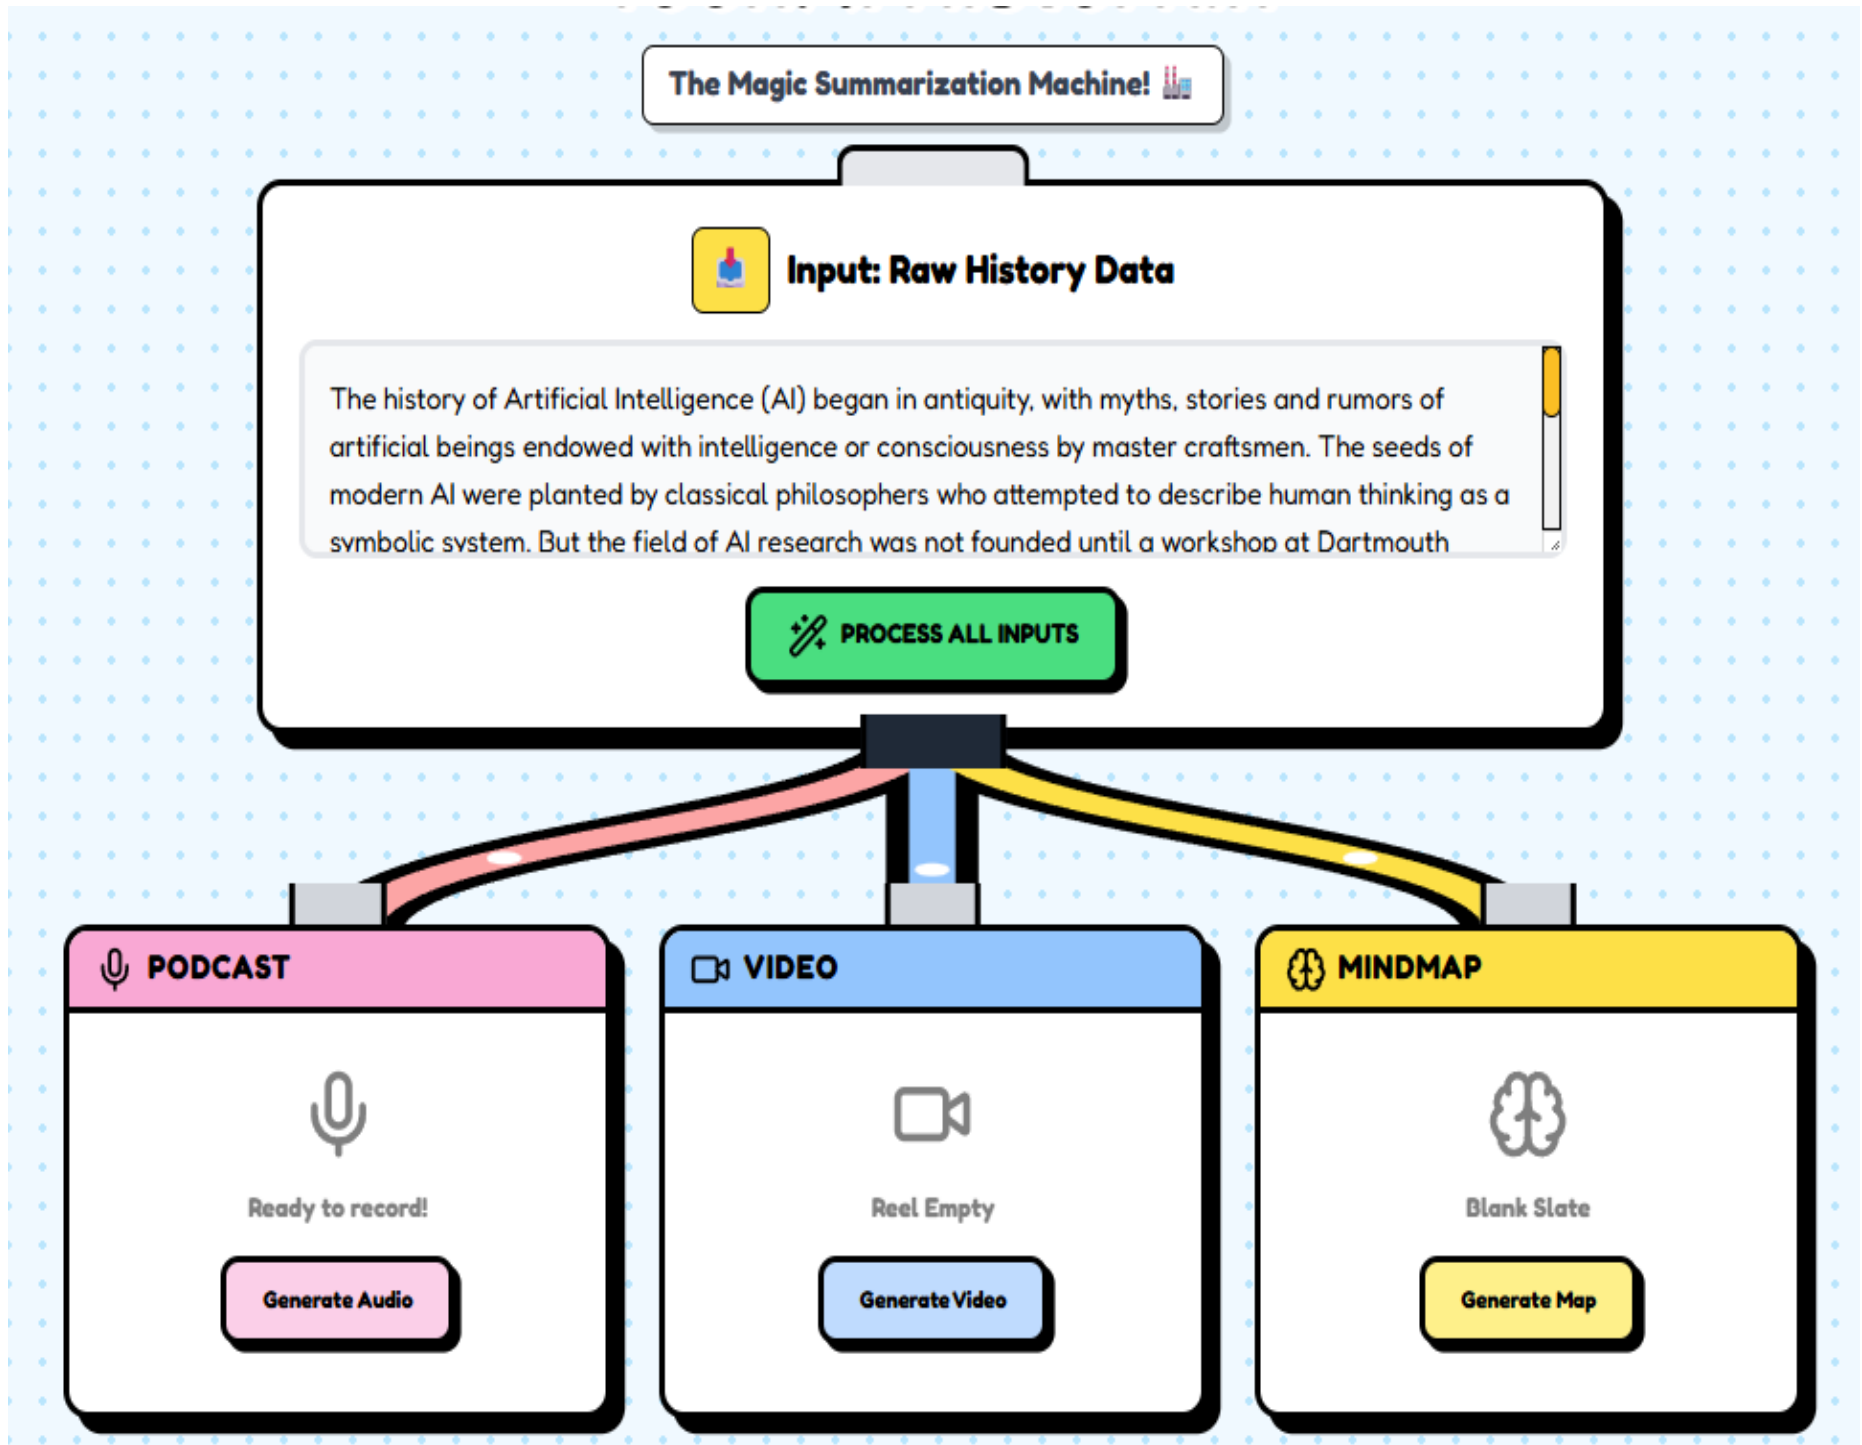 The Magic Summarization Machine!
Input: Raw History Data
The history of Artificial Intelligence (AI) began in antiquity, with myths, stories and rumors of
artificial beings endowed with intelligence or consciousness by master craftsmen. The seeds of
modern AI were planted by classical philosophers who attempted to describe human thinking as a
symbolic system. But the field of AI research was not founded until a workshop at Dartmouth
PROCESS ALL INPUTS
PODCAST
Ready to record!
Generate Audio
VIDEO
Reel Empty
Generate Video
MINDMAP
Blank Slate
Generate Map